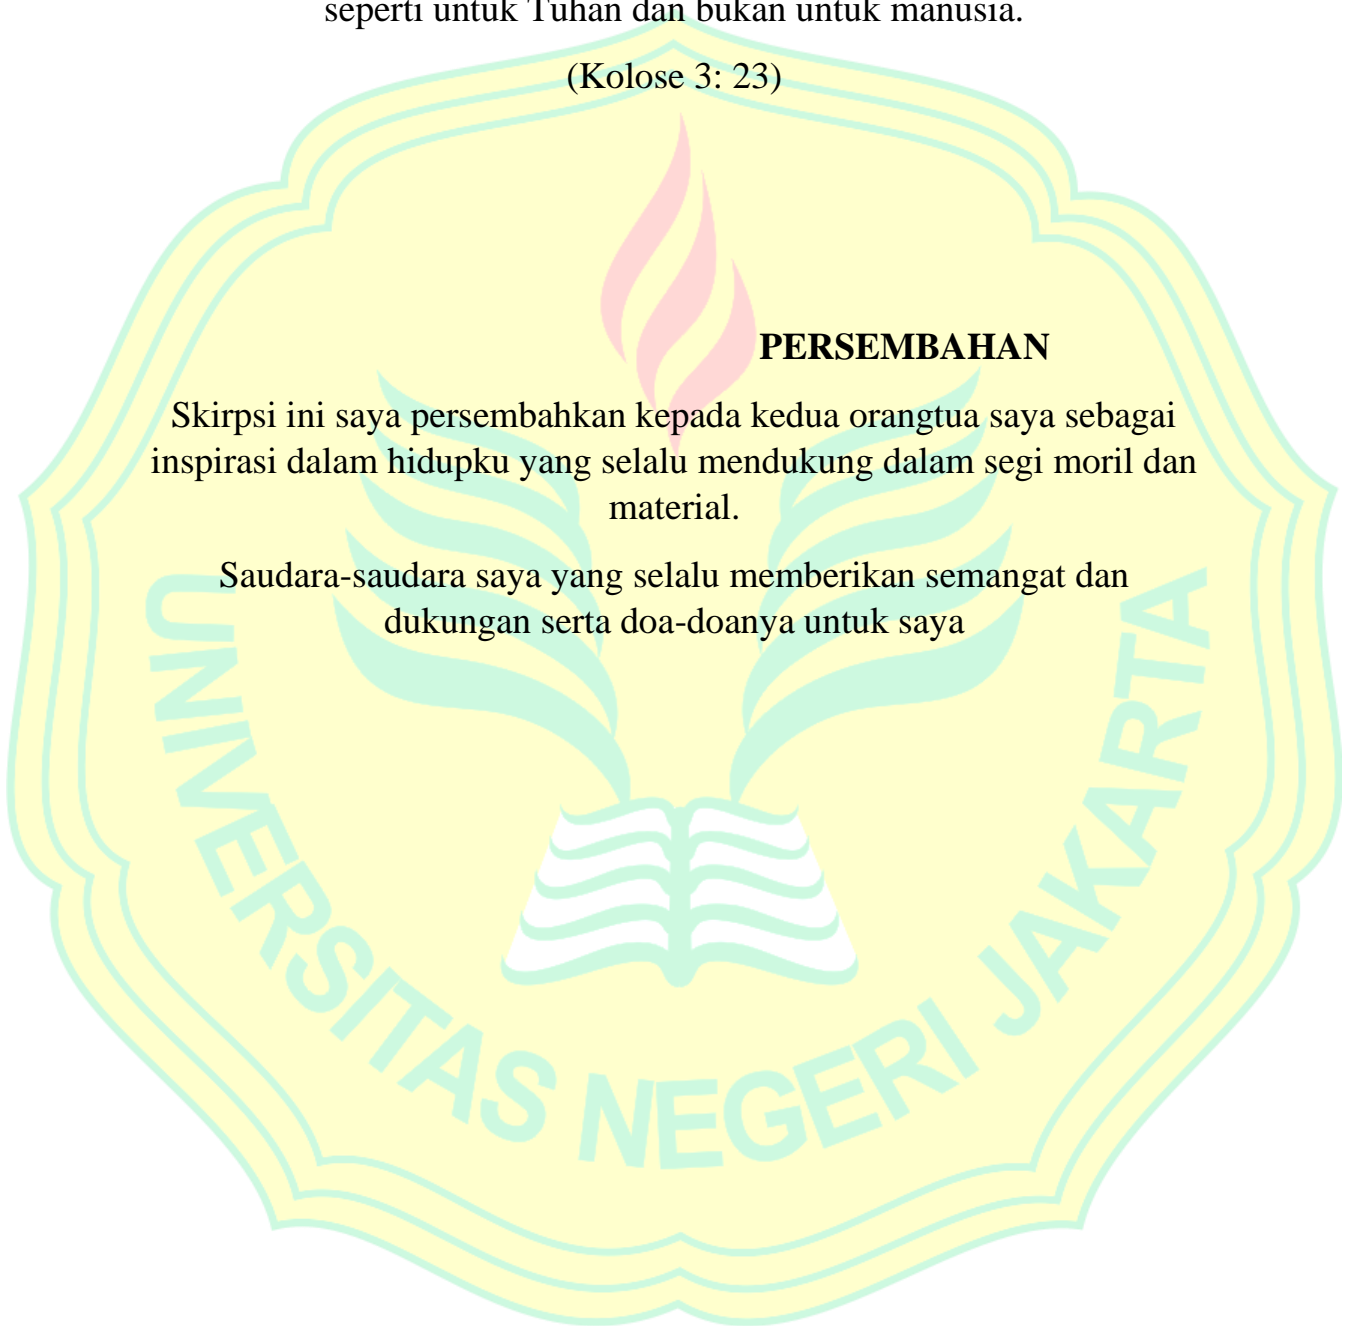 seperti untuk Tuhan dan bukan untuk manusia.
(Kolose 3: 23)
PERSEMBAHAN
Skirpsi ini saya persembahkan kepada kedua orangtua saya sebagai
inspirasi dalam hidupku yang selalu mendukung dalam segi moril dan
material.
Saudara-saudara saya yang selalu memberikan semangat dan
dukungan serta doa-doanya untuk saya
UNIVERSITAS NEGERI JAKARTA